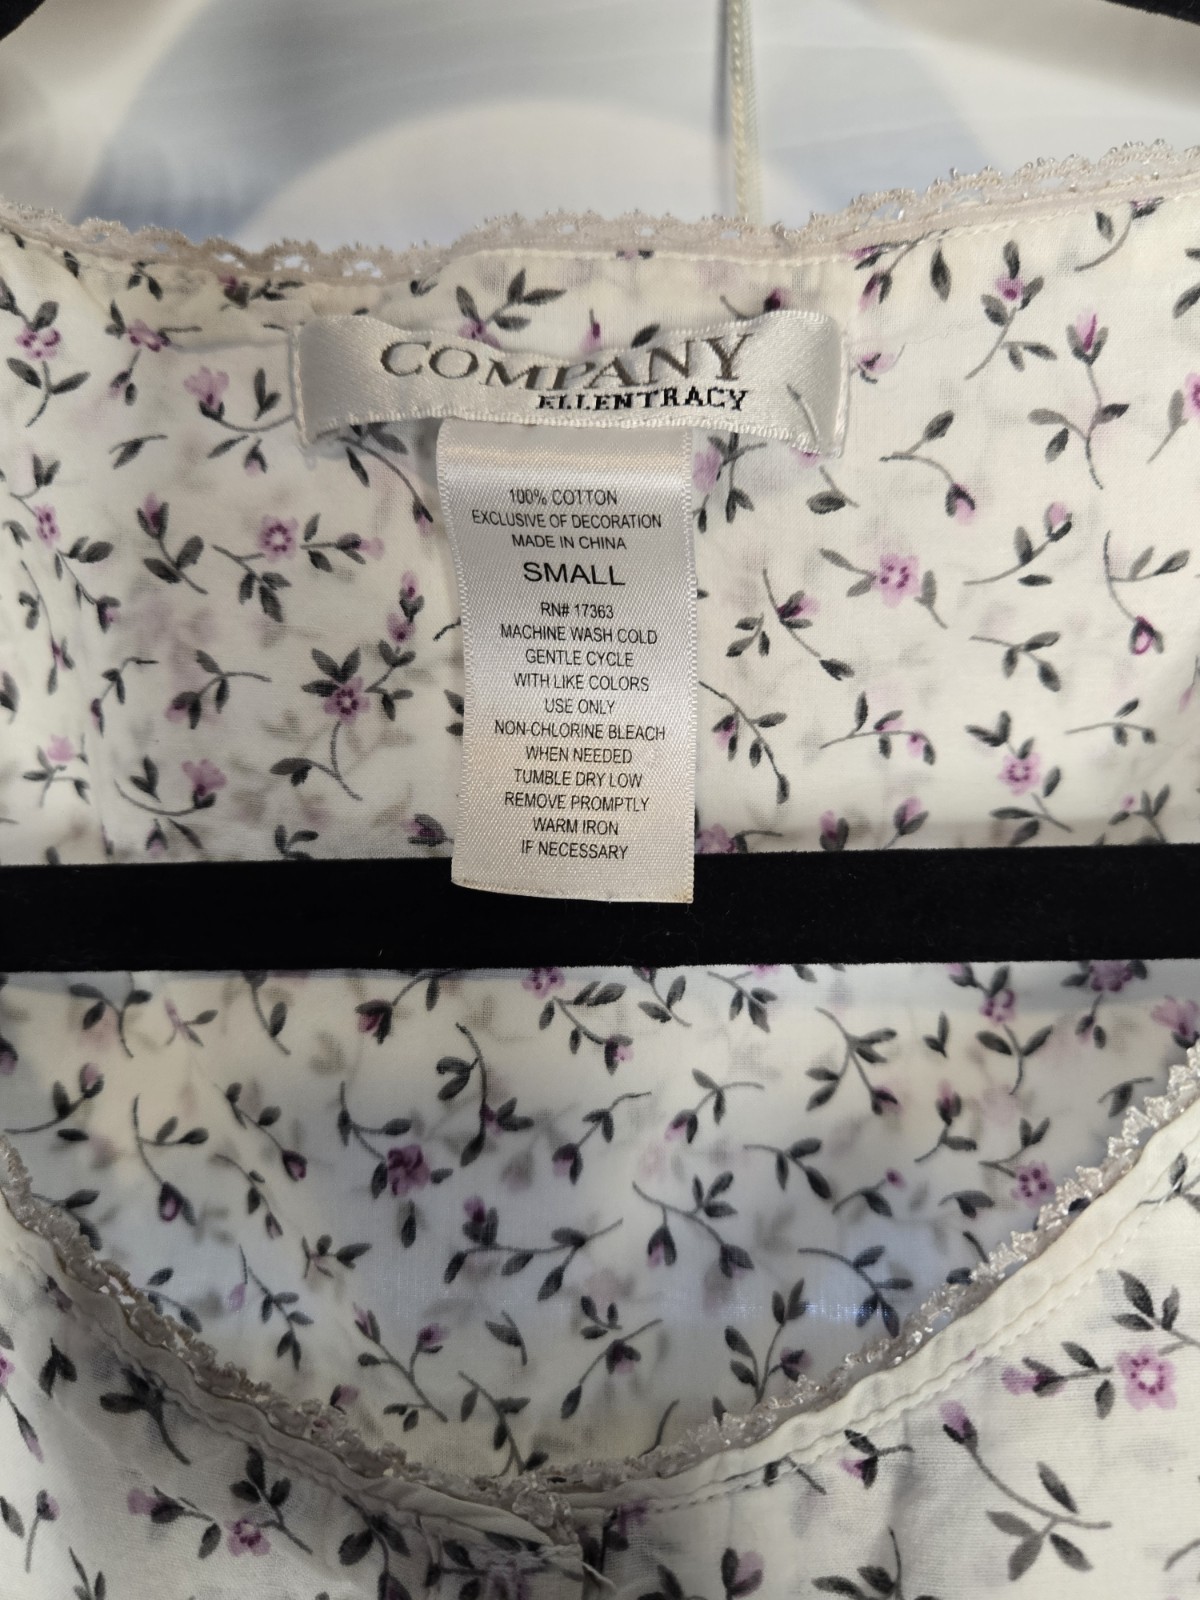 COMPANY
ELLENTRACY
100% COTTON
EXCLUSIVE OF DECORATION
MADE IN CHINA
SMALL
RN# 17363
MACHINE WASH COLD
GENTLE CYCLE
WITH LIKE COLORS
USE ONLY
NON-CHLORINE BLEACH
WHEN NEEDED
TUMBLE DRY LOW
REMOVE PROMPTLY
WARM IRON
IF NECESSARY